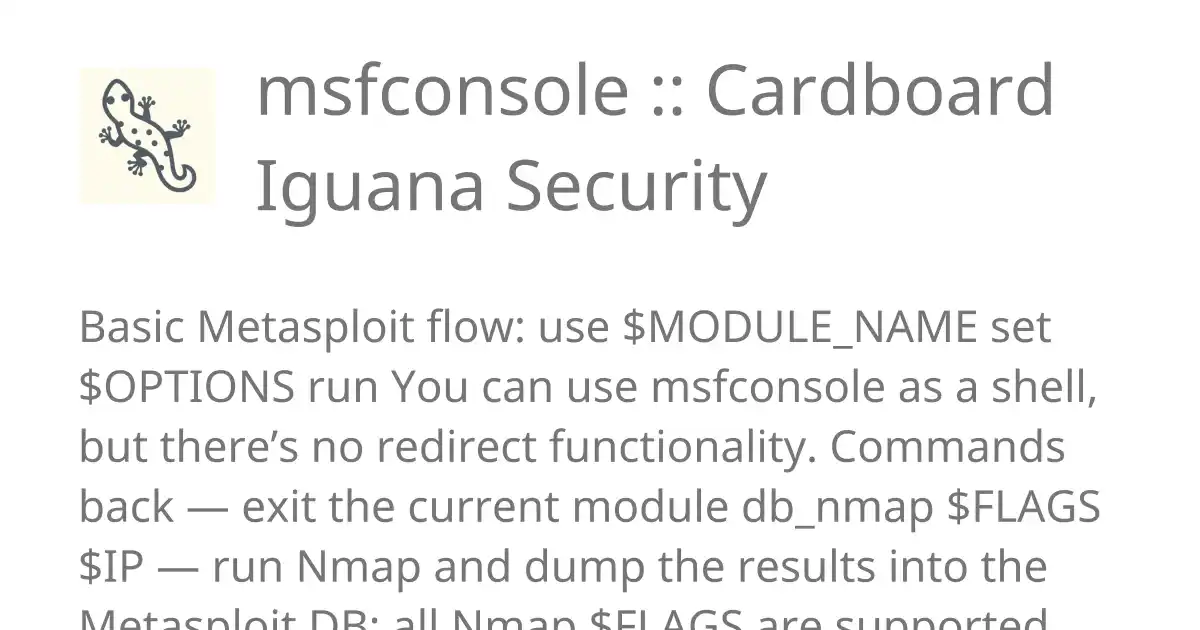 msfconsole :: Cardboard
Iguana Security
Basic Metasploit flow: use $MODULE_NAME set
$OPTIONS run You can use msfconsole as a shell,
but there’s no redirect functionality. Commands
back — exit the current module db_nmap $FLAGS
$IP — run Nmap and dump the results into the
Metasploit DB; all Nmap $FLAGS are supported